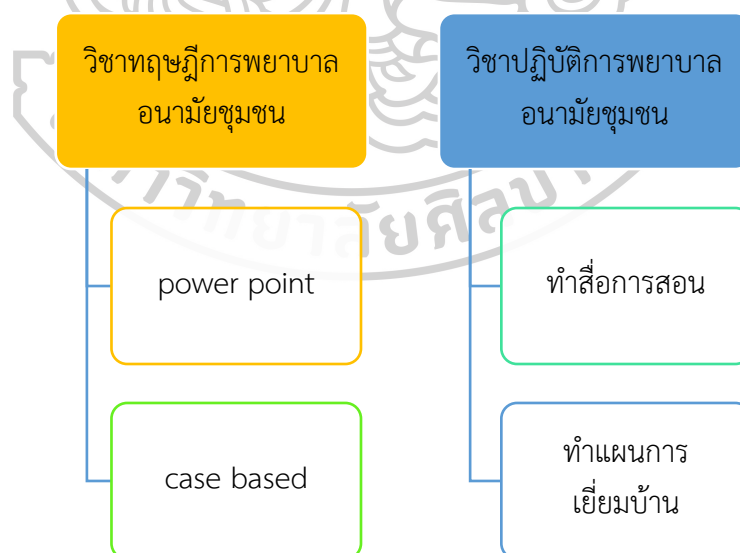 วิชาทฤษฎีการพยาบาล
อนามัยชุมชน
power point
case based
วิชาปฏิบัติการพยาบาล
อนามัยชุมชน
ทำสื่อการสอน
ทำแผนการ
เยี่ยมบ้าน